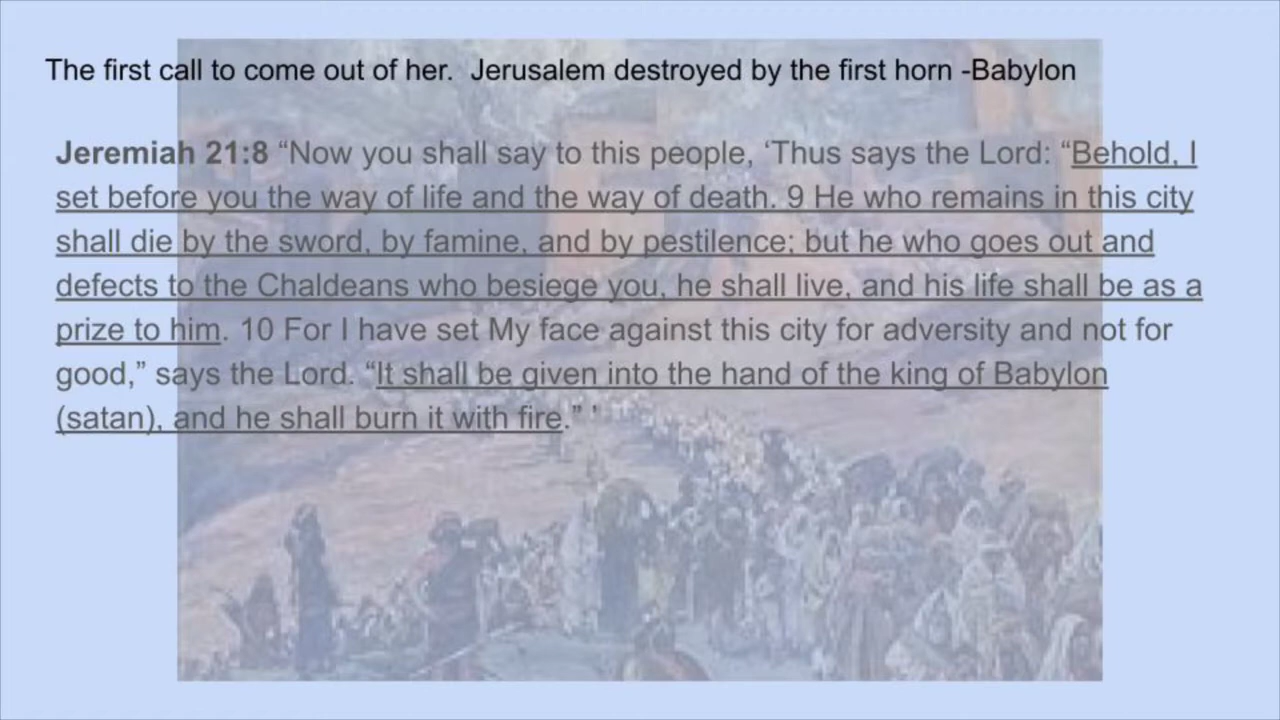 The first call to come out of her.  Jerusalem destroyed by the first horn -Babylon
Jeremiah 21:8 “Now you shall say to this people, ‘Thus says the Lord: “Behold, I
set before you the way of life and the way of death. 9 He who remains in this city
shall die by the sword, by famine, and by pestilence; but he who goes out and
defects to the Chaldeans who besiege you, he shall live, and his life shall be as a
prize to him. 10 For I have set My face against this city for adversity and not for
good,” says the Lord. “It shall be given into the hand of the king of Babylon
(satan), and he shall burn it with fire.” ’